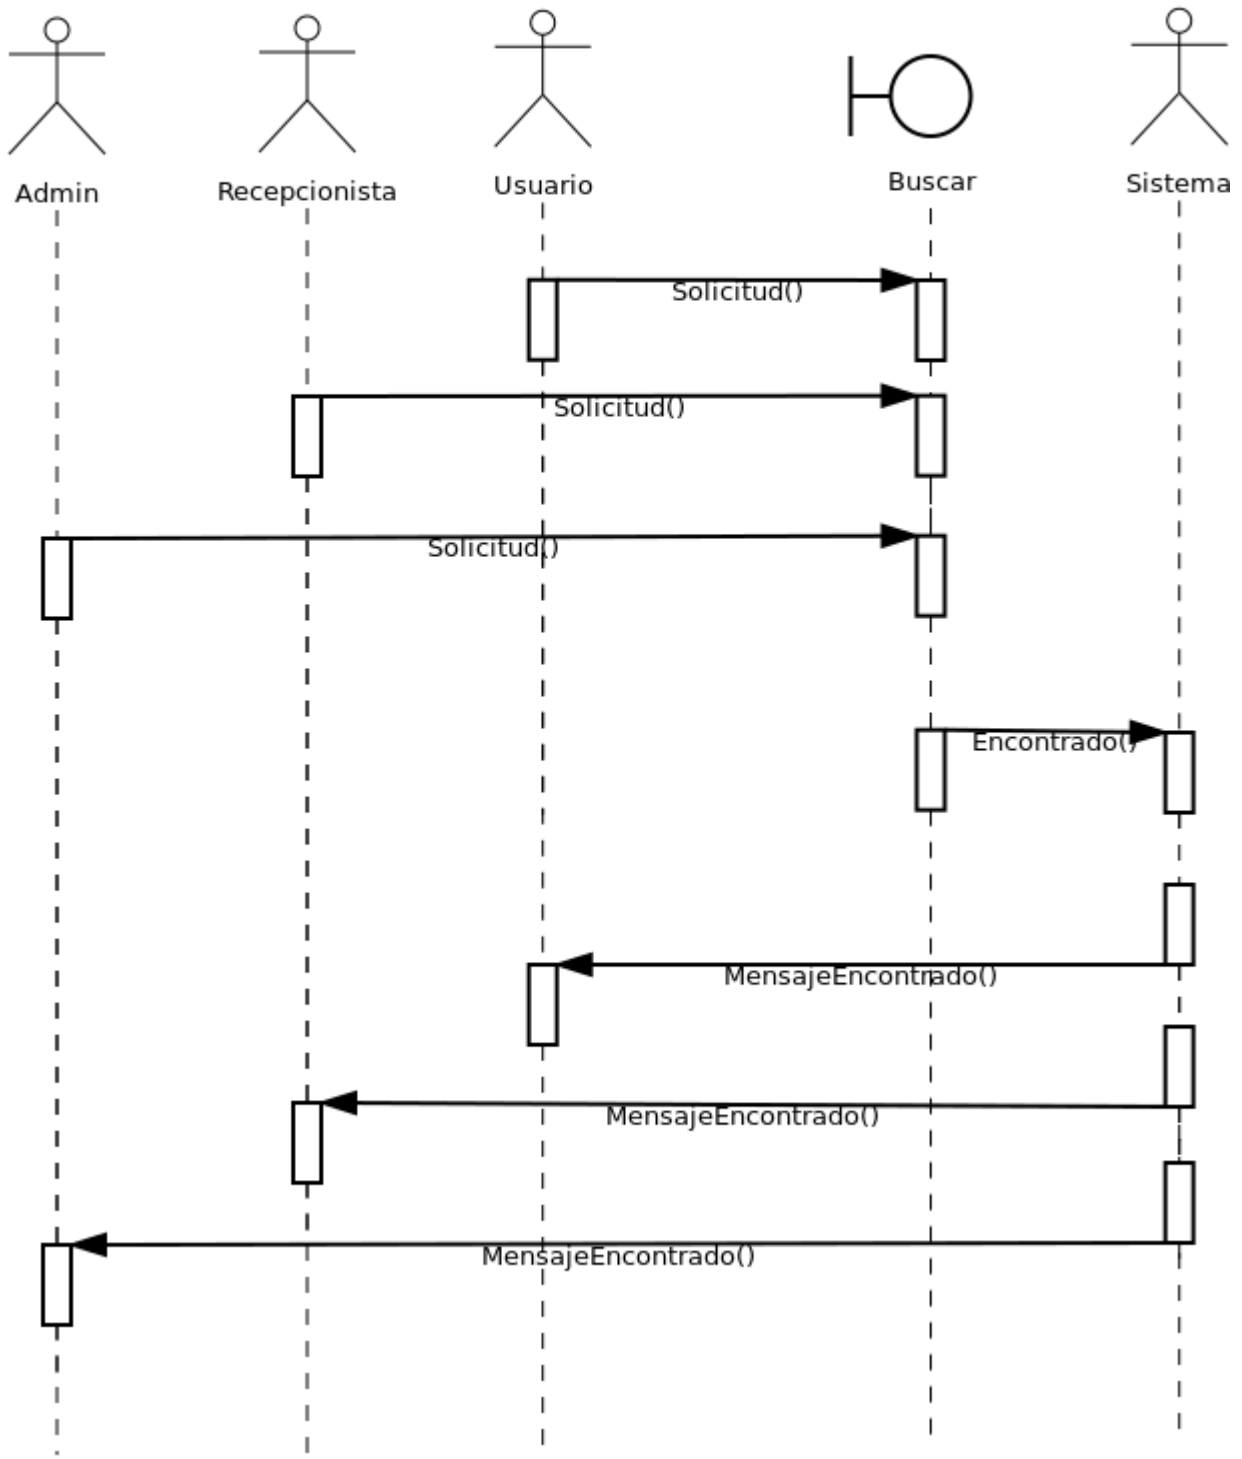 Admin
Recepcionista
Usuario
Buscar
Sistema
Solicitud()
Solicitud()
Solicitud()
Encontrado()
MensajeEncontrado()
MensajeEncontrado()
MensajeEncontrado()